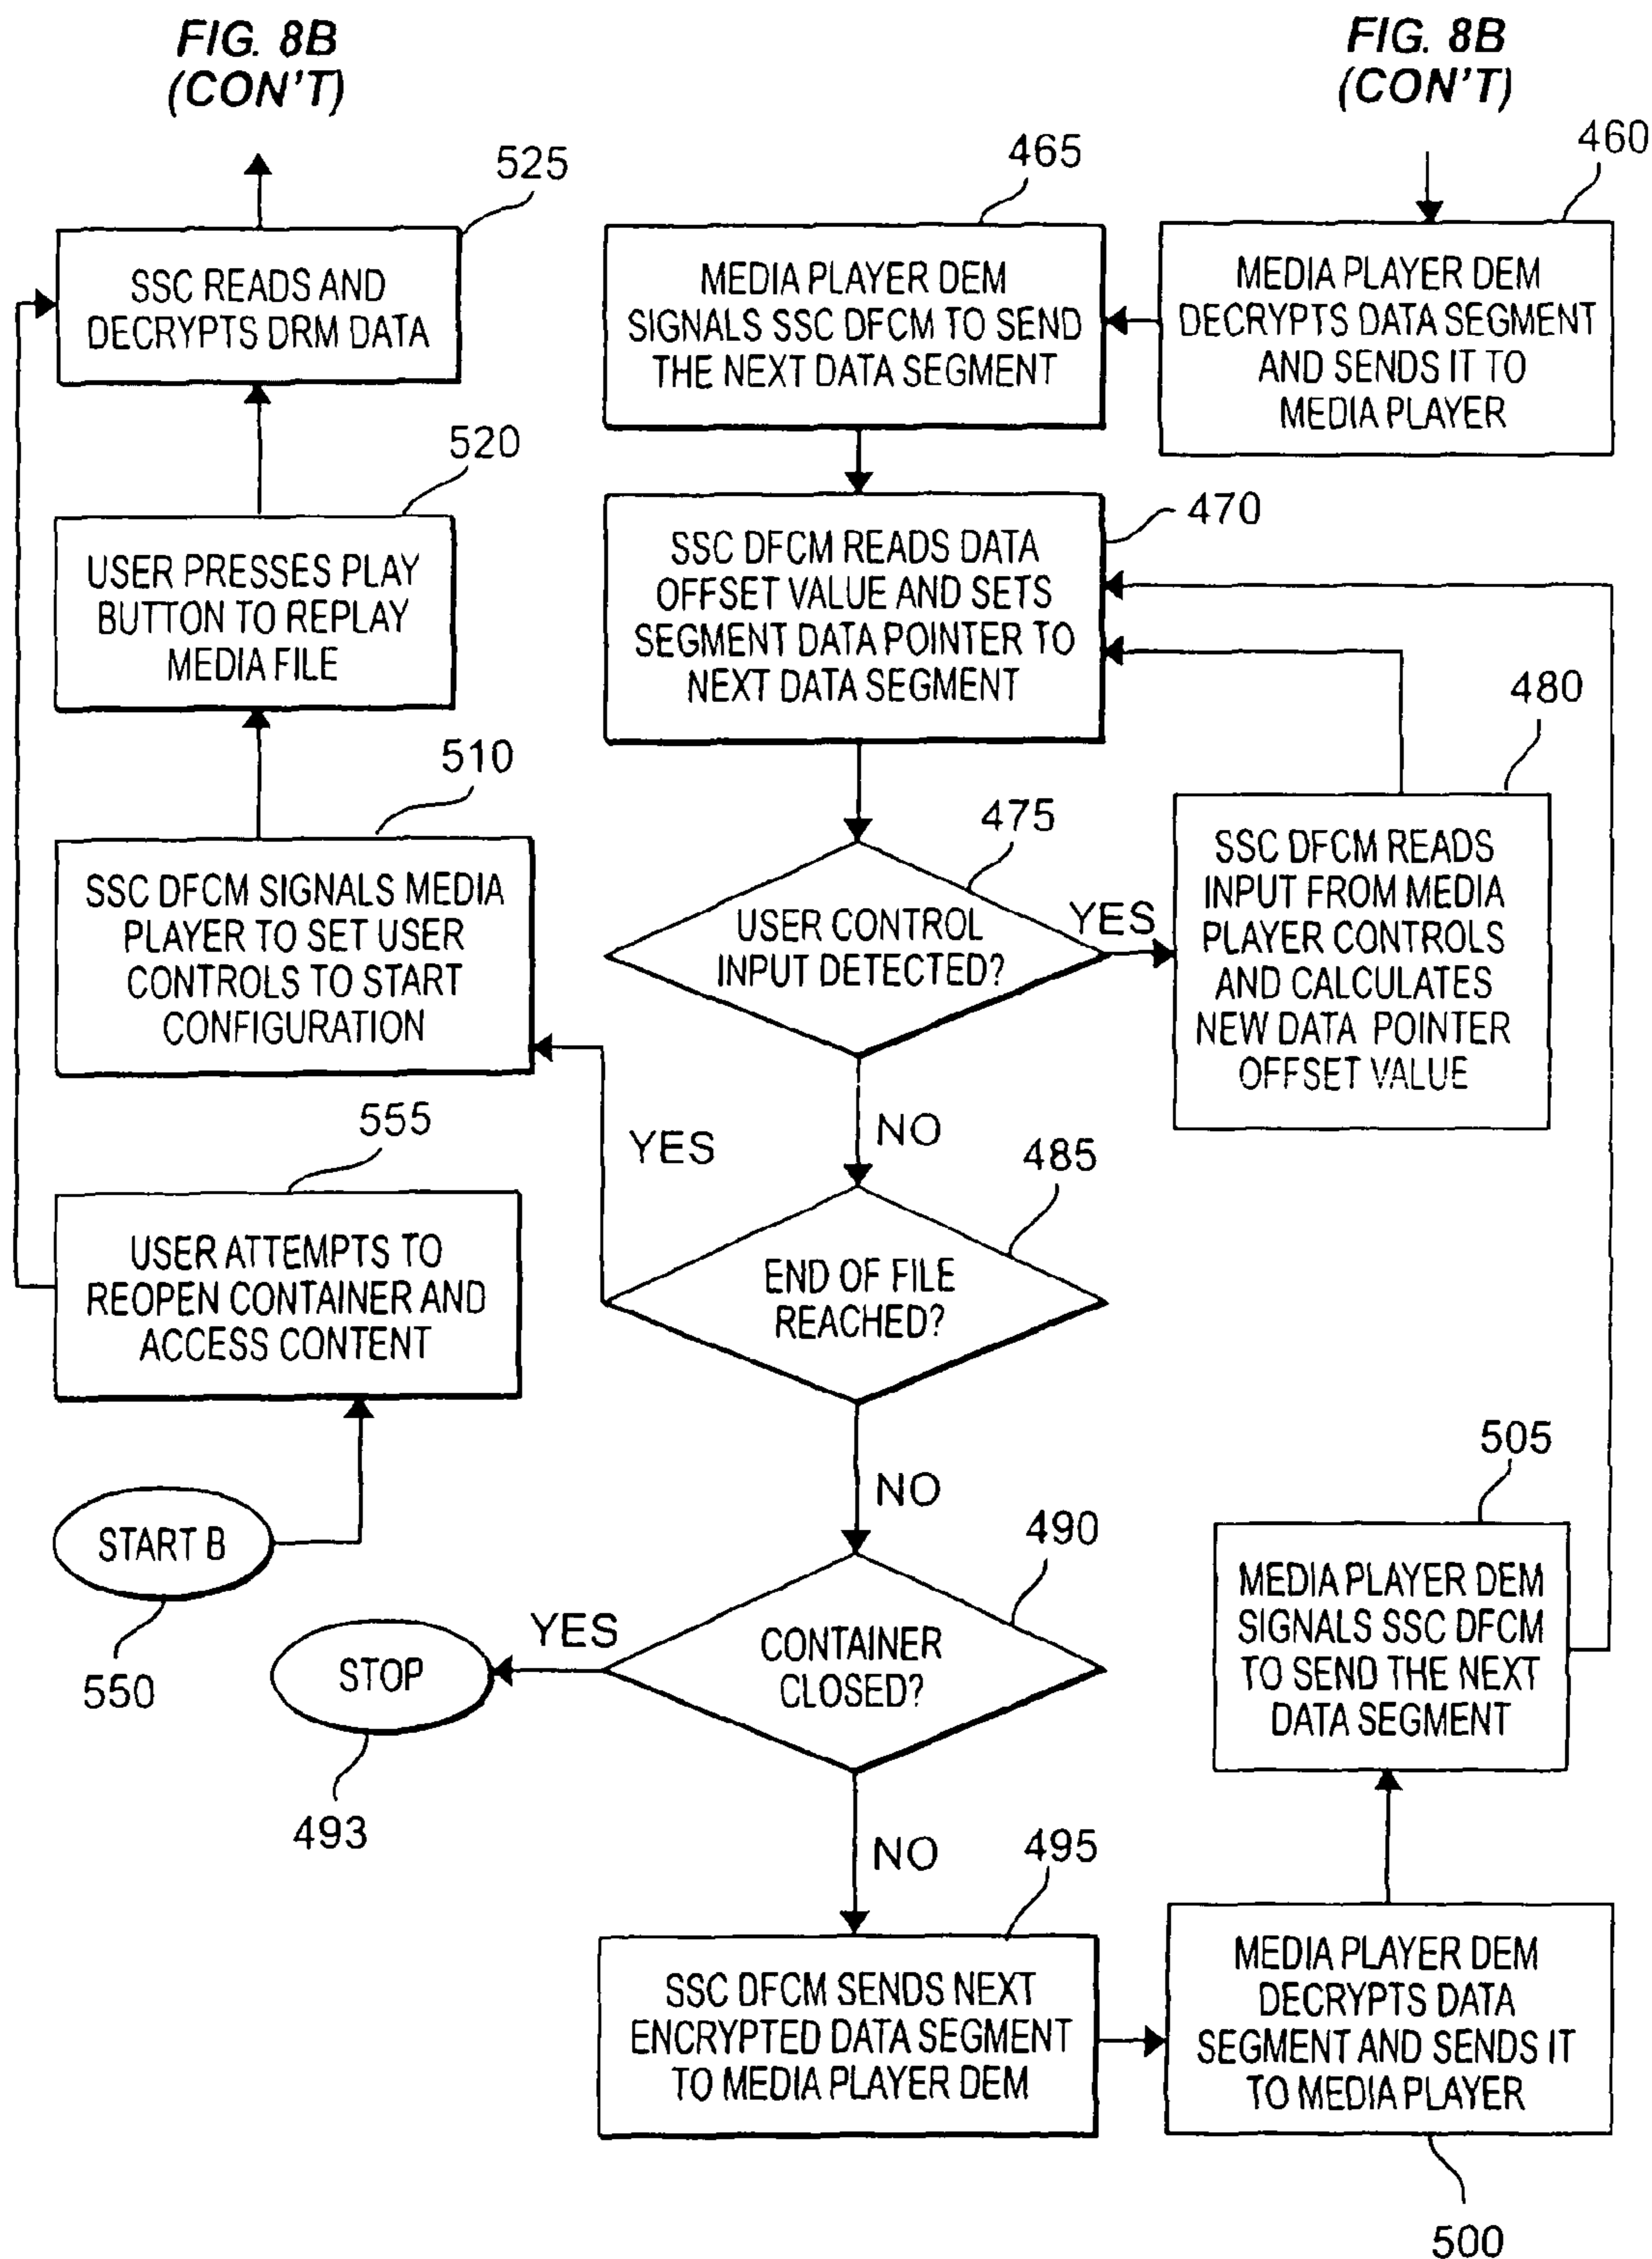 FIG. 8B
(CON'T)
FIG. 8B
(CON'T)
525
SSC READS AND
DECRYPTS DRM DATA
465
MEDIA PLAYER DEM
SIGNALS SSC DFCM TO SEND
THE NEXT DATA SEGMENT
460
MEDIA PLAYER DEM
DECRYPTS DATA SEGMENT
AND SENDS IT TO
MEDIA PLAYER
520
USER PRESSES PLAY
BUTTON TO REPLAY
MEDIA FILE
470
SSC DFCM READS DATA
OFFSET VALUE AND SETS
SEGMENT DATA POINTER TO
NEXT DATA SEGMENT
510
SSC DFCM SIGNALS MEDIA
PLAYER TO SET USER
CONTROLS TO START
CONFIGURATION
475
USER CONTROL
INPUT DETECTED?
YES
480
SSC DFCM READS
INPUT FROM MEDIA
PLAYER CONTROLS
AND CALCULATES
NEW DATA POINTER
OFFSET VALUE
NO
555
USER ATTEMPTS TO
REOPEN CONTAINER AND
ACCESS CONTENT
YES
485
END OF FILE
REACHED?
NO
START B
550
490
CONTAINER
CLOSED?
YES
STOP
493
505
MEDIA PLAYER DEM
SIGNALS SSC DFCM
TO SEND THE NEXT
DATA SEGMENT
NO
495
SSC DFCM SENDS NEXT
ENCRYPTED DATA SEGMENT
TO MEDIA PLAYER DEM
MEDIA PLAYER DEM
DECRYPTS DATA
SEGMENT AND SENDS IT
TO MEDIA PLAYER
500